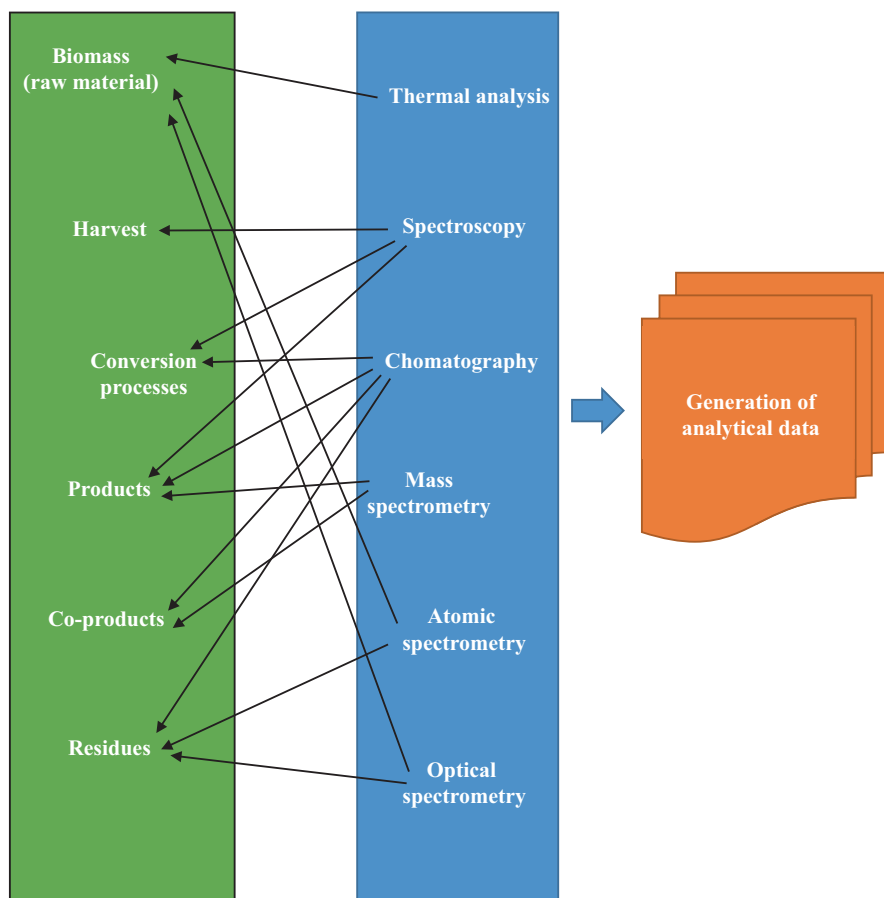 Biomass
(raw material)
Harvest
Conversion
processes
Products
Co-products
Residues
Thermal analysis
Spectroscopy
Chomatography
Mass
spectrometry
Atomic
spectrometry
Optical
spectrometry
Generation of
analytical data